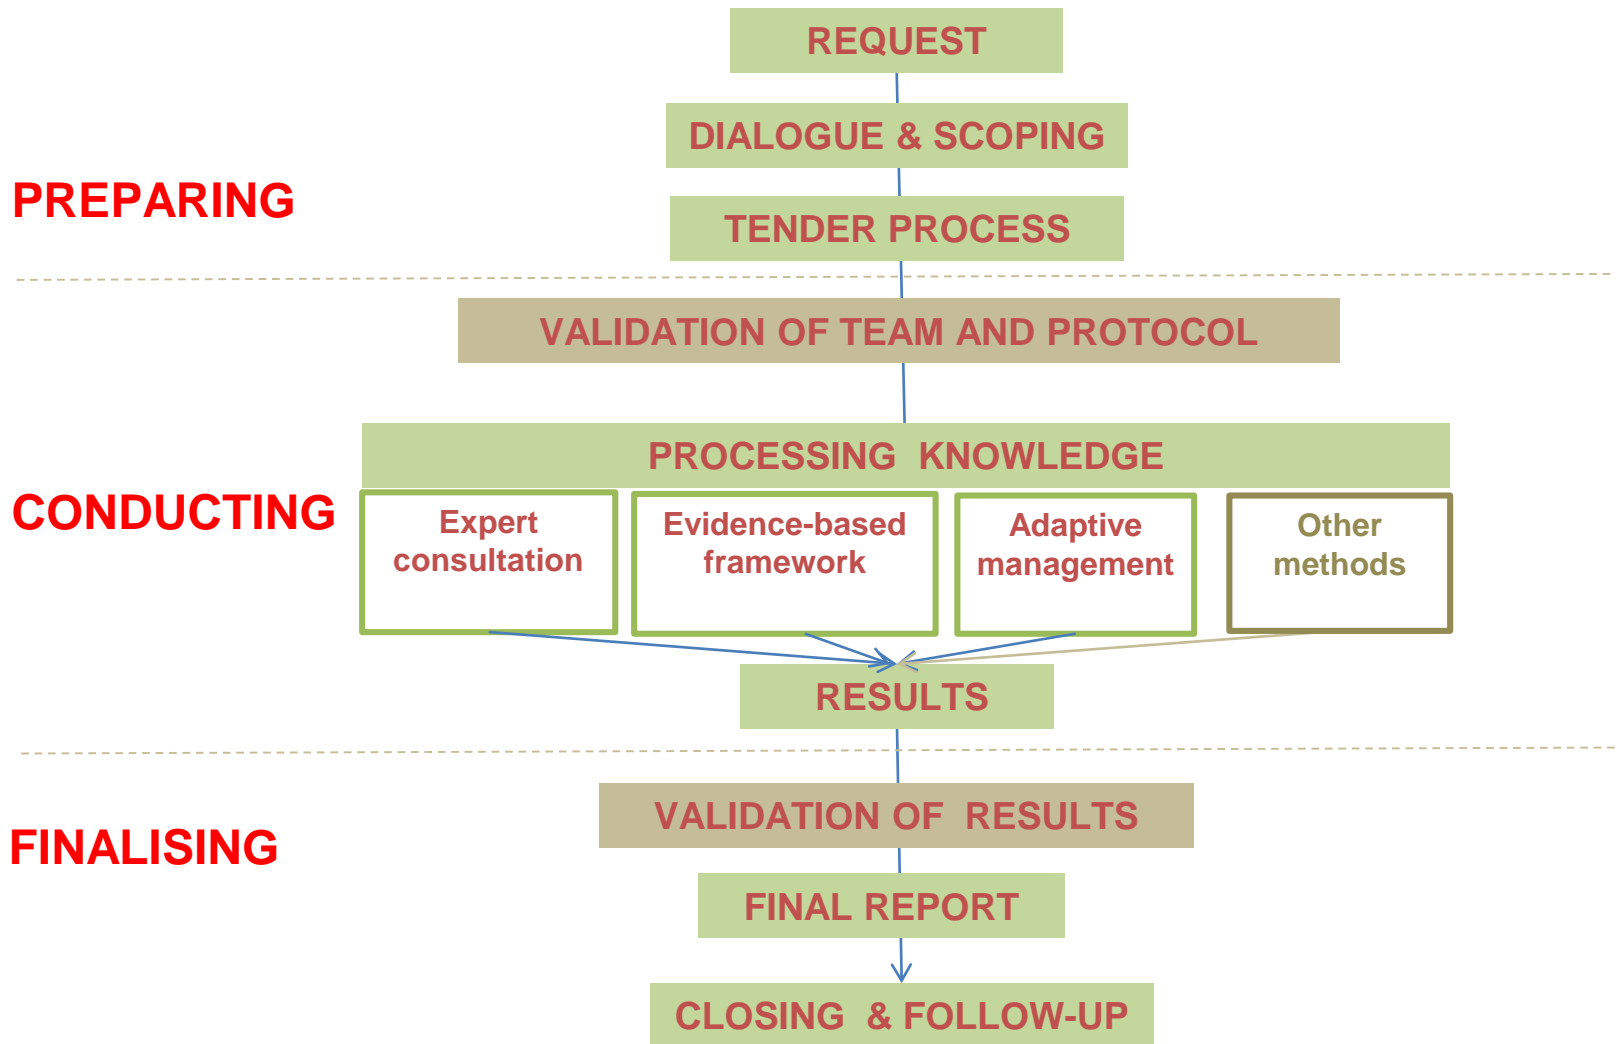 REQUEST
DIALOGUE & SCOPING
PREPARING
TENDER PROCESS
VALIDATION OF TEAM AND PROTOCOL
PROCESSING KNOWLEDGE
CONDUCTING
Expert
consultation
Evidence-based
framework
Adaptive
management
Other
methods
RESULTS
VALIDATION OF RESULTS
FINALISING
FINAL REPORT
CLOSING & FOLLOW-UP